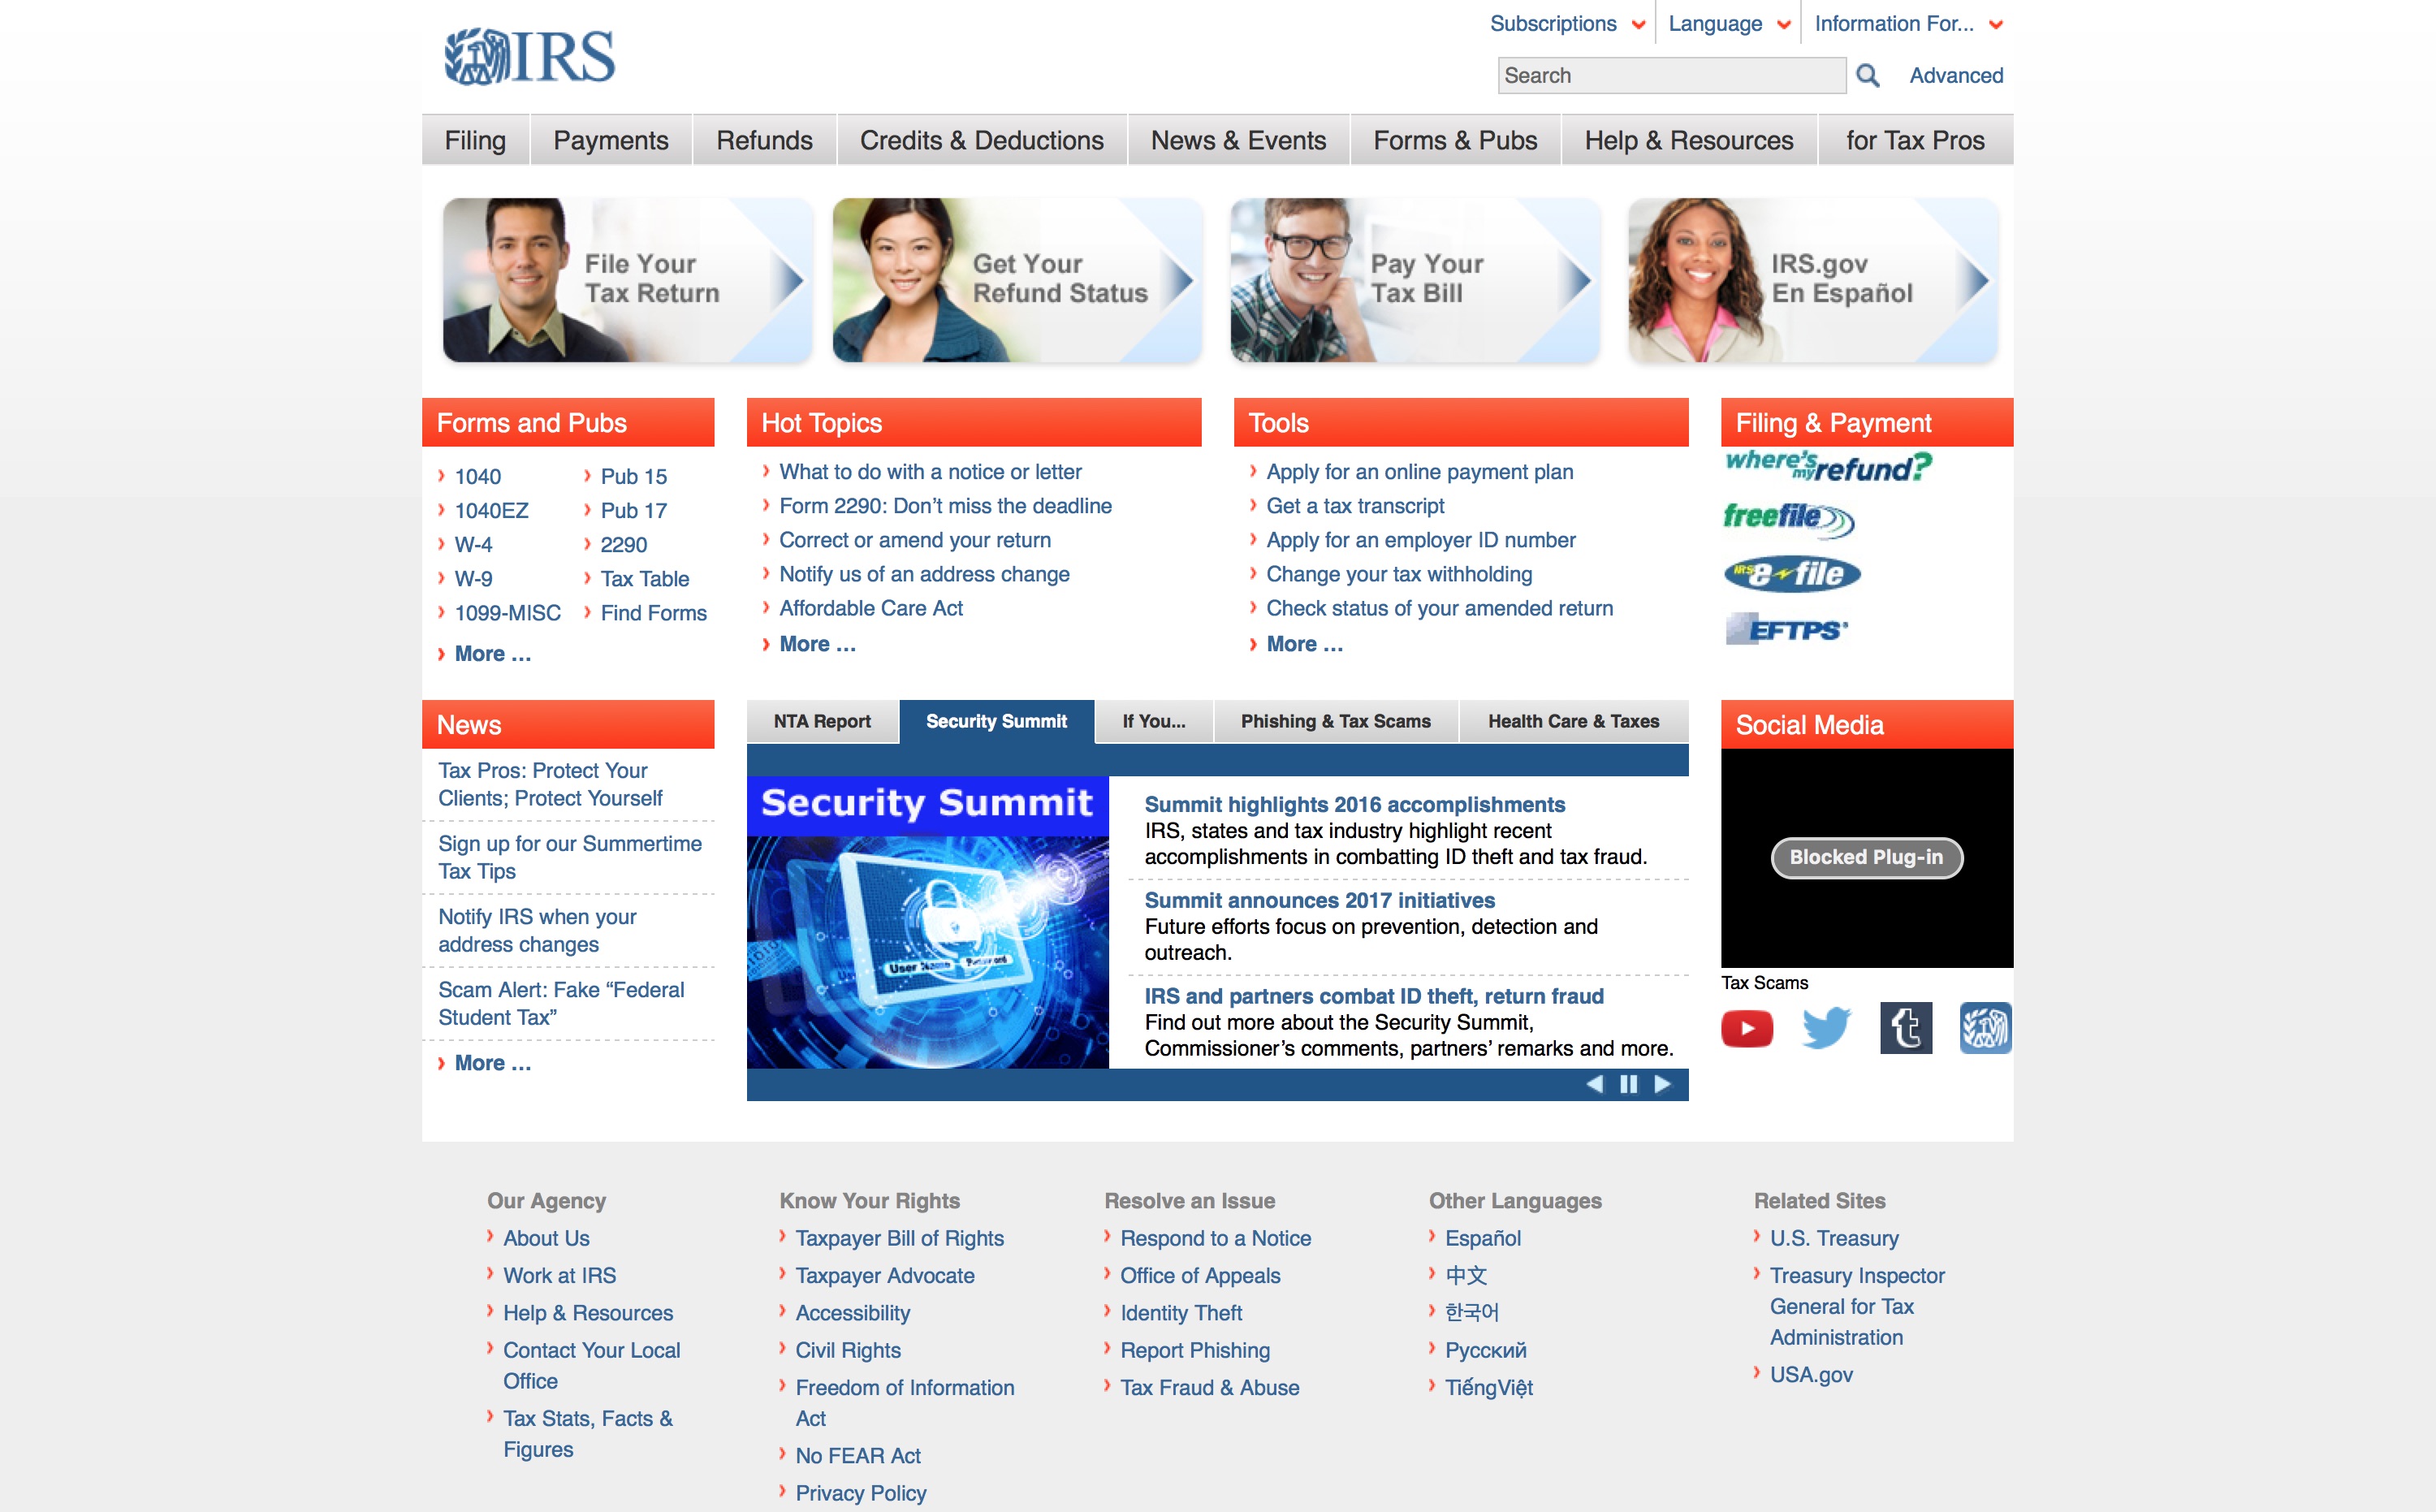 IRS
Subscriptions
Language
Information For...
Search
Advanced
Filing
Payments
Refunds
Credits & Deductions
News & Events
Forms & Pubs
Help & Resources
for Tax Pros
File Your
Tax Return
Get Your
Refund Status
Pay Your
Tax Bill
IRS.gov
En Español
Forms and Pubs
1040
1040EZ
W-4
W-9
1099-MISC
Pub 15
Pub 17
2290
Tax Table
Find Forms
More ...
Hot Topics
What to do with a notice or letter
Form 2290: Don’t miss the deadline
Correct or amend your return
Notify us of an address change
Affordable Care Act
More ...
Tools
Apply for an online payment plan
Get a tax transcript
Apply for an employer ID number
Change your tax withholding
Check status of your amended return
More ...
Filing & Payment
where's my refund?
freefile
IRS e file
EFTPS
News
Tax Pros: Protect Your
Clients; Protect Yourself
Sign up for our Summertime
Tax Tips
Notify IRS when your
address changes
Scam Alert: Fake “Federal
Student Tax”
More ...
NTA Report
Security Summit
If You...
Phishing & Tax Scams
Health Care & Taxes
Security Summit
User Name
Password
Summit highlights 2016 accomplishments
IRS, states and tax industry highlight recent
accomplishments in combatting ID theft and tax fraud.
Summit announces 2017 initiatives
Future efforts focus on prevention, detection and
outreach.
IRS and partners combat ID theft, return fraud
Find out more about the Security Summit,
Commissioner’s comments, partners’ remarks and more.
Social Media
Blocked Plug-in
Tax Scams
Our Agency
About Us
Work at IRS
Help & Resources
Contact Your Local
Office
Tax Stats, Facts &
Figures
Know Your Rights
Taxpayer Bill of Rights
Taxpayer Advocate
Accessibility
Civil Rights
Freedom of Information
Act
No FEAR Act
Privacy Policy
Resolve an Issue
Respond to a Notice
Office of Appeals
Identity Theft
Report Phishing
Tax Fraud & Abuse
Other Languages
Español
中文
한국어
Русский
TiếngViệt
Related Sites
U.S. Treasury
Treasury Inspector
General for Tax
Administration
USA.gov